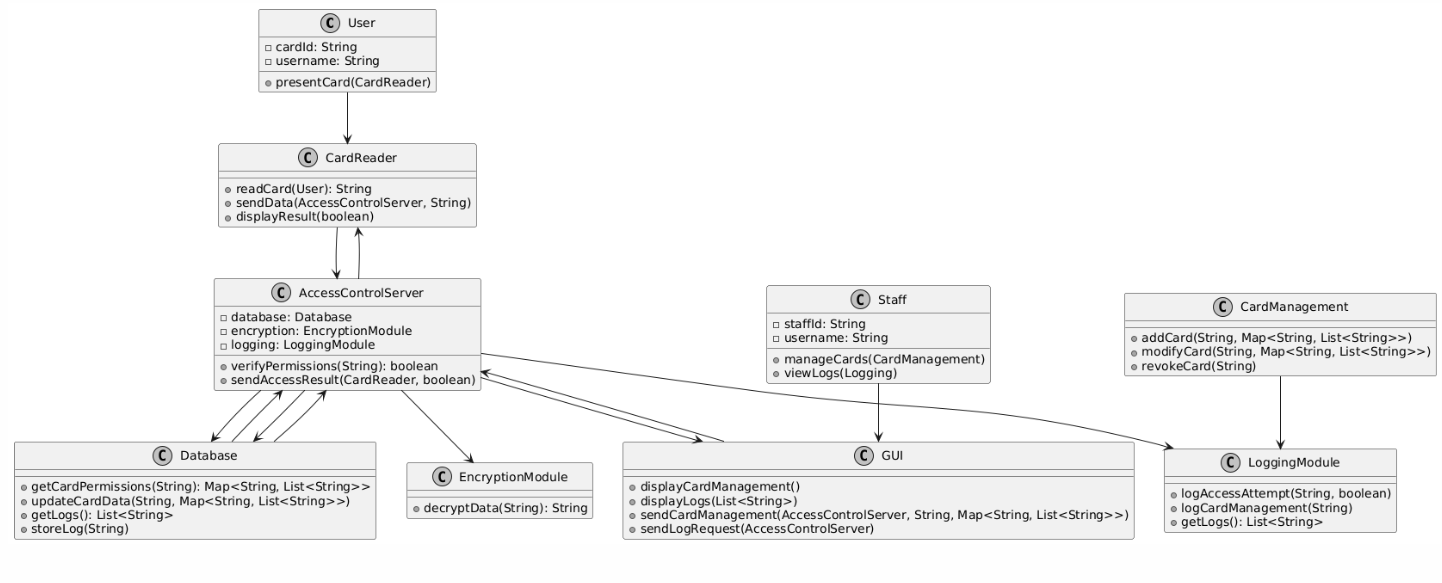 C User
cardId: String
username: String
presentCard(CardReader)
C CardReader
readCard(User): String
sendData(AccessControlServer, String)
displayResult(boolean)
C AccessControlServer
database: Database
encryption: EncryptionModule
logging: LoggingModule
verifyPermissions(String): boolean
sendAccessResult(CardReader, boolean)
C Staff
staffId: String
username: String
manageCards(CardManagement)
viewLogs(Logging)
C CardManagement
addCard(String, Map<String, List<String>>)
modifyCard(String, Map<String, List<String>>)
revokeCard(String)
C Database
getCardPermissions(String): Map<String, List<String>>
updateCardData(String, Map<String, List<String>>)
getLogs(): List<String>
storeLog(String)
C EncryptionModule
decryptData(String): String
C GUI
displayCardManagement()
displayLogs(List<String>)
sendCardManagement(AccessControlServer, String, Map<String, List<String>>)
sendLogRequest(AccessControlServer)
C LoggingModule
logAccessAttempt(String, boolean)
logCardManagement(String)
getLogs(): List<String>